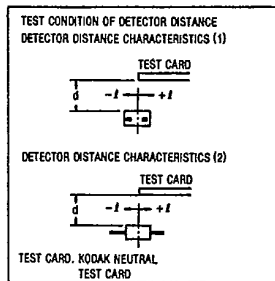 TEST CONDITION OF DETECTOR DISTANCE
DETECTOR DISTANCE CHARACTERISTICS (1)
TEST CARD
d
-ℓ +ℓ
DETECTOR DISTANCE CHARACTERISTICS (2)
TEST CARD
d
-ℓ +ℓ
TEST CARD. KODAK NEUTRAL
TEST CARD